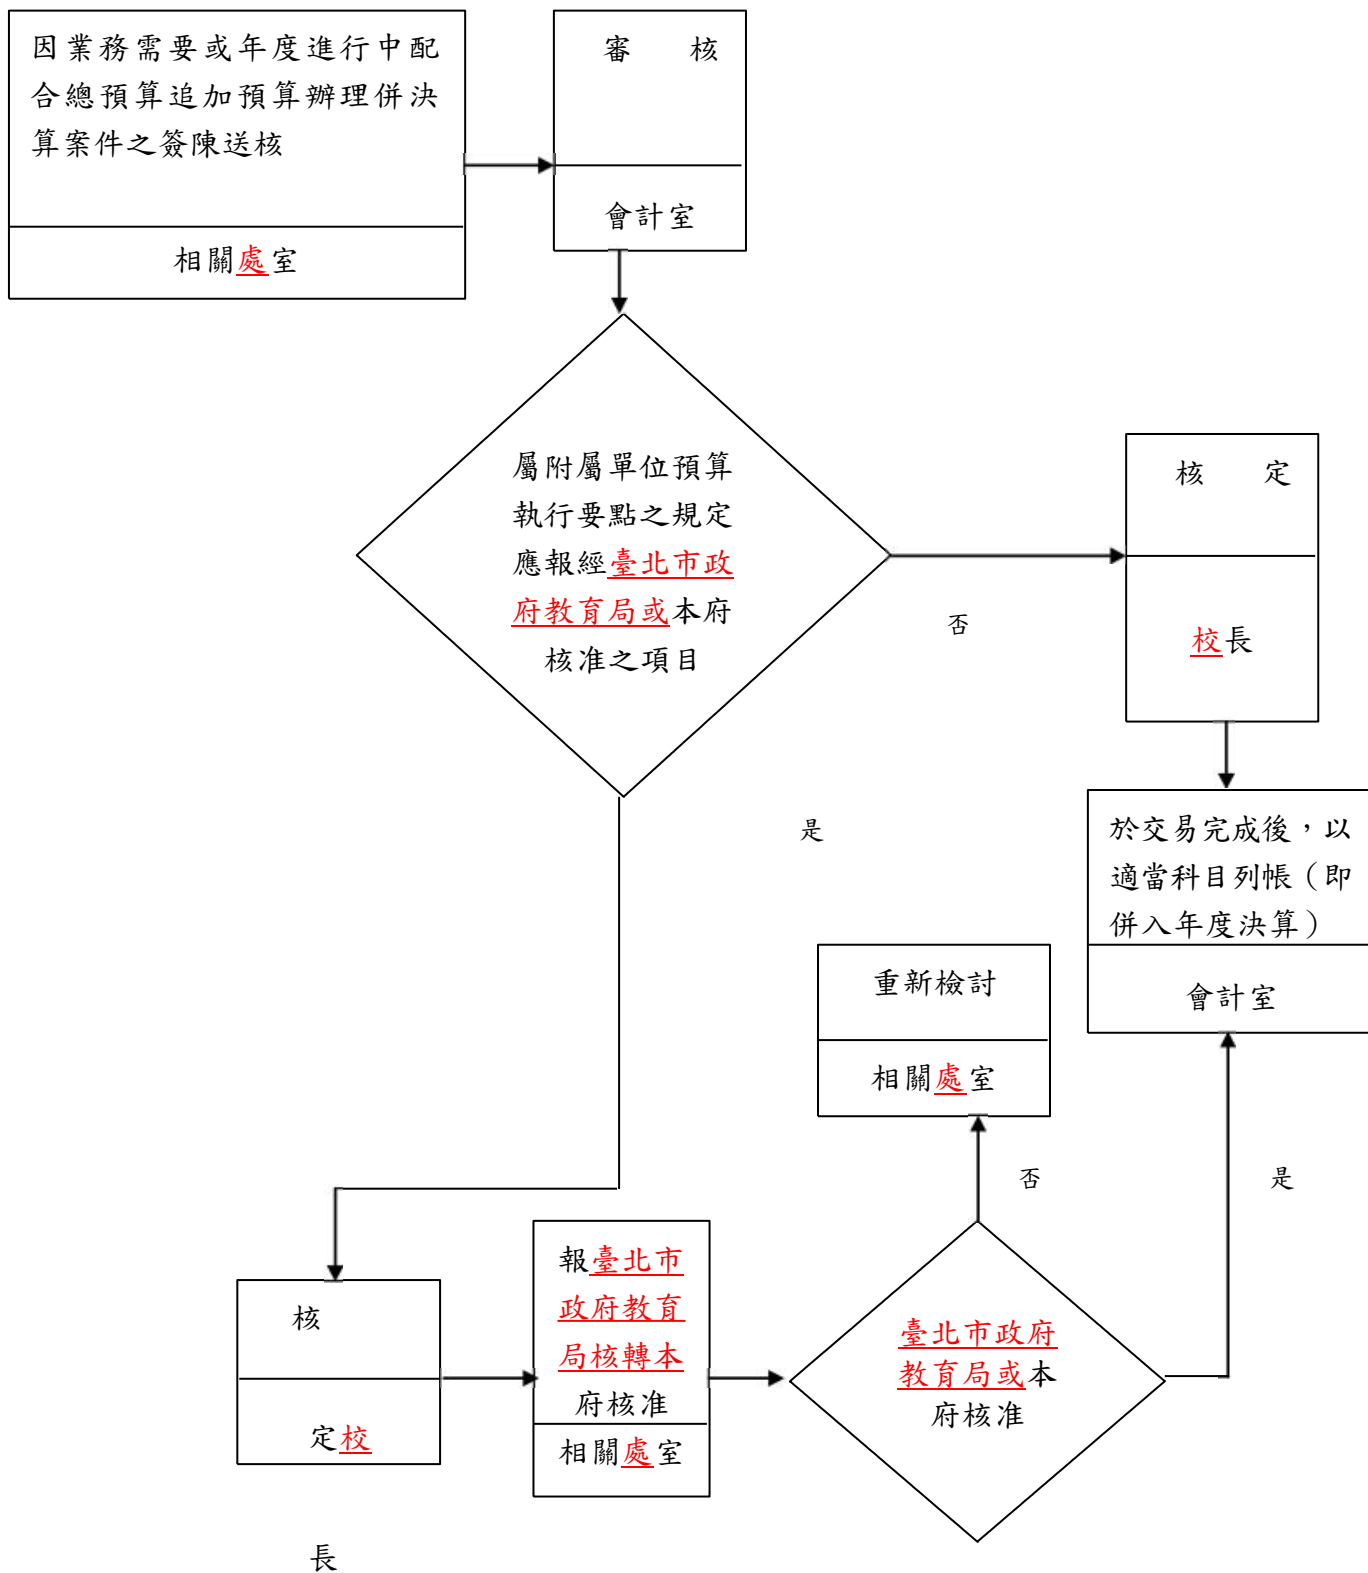 因業務需要或年度進行中配
合總預算追加預算辦理併決
算案件之簽陳送核
相關處室
審　核
會計室
屬附屬單位預算
執行要點之規定
應報經臺北市政
府教育局或本府
核准之項目
否
核　定
校長
是
於交易完成後，以
適當科目列帳（即
併入年度決算）
會計室
重新檢討
相關處室
否
是
核
定校
長
報臺北市
政府教育
局核轉本
府核准
相關處室
臺北市政府
教育局或本
府核准